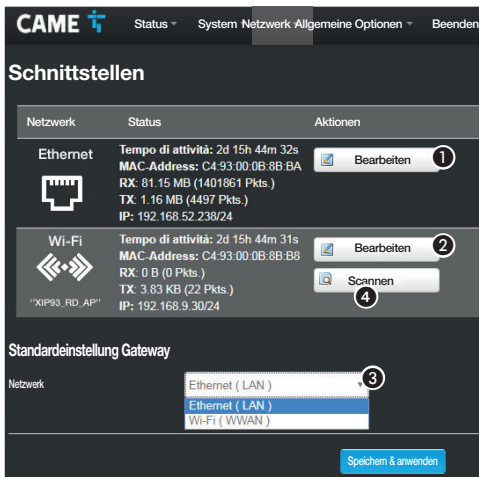 CAME Status System Netzwerk Allgemeine Optionen Beenden
Schnittstellen
Netzwerk Status Aktionen
Ethernet
Tempo di attività: 2d 15h 44m 32s
MAC-Address: C4:93:00:0B:8B:BA
RX: 81.15 MB (1401861 Pkts.)
TX: 1.16 MB (4497 Pkts.)
IP: 192.168.52.238/24
Bearbeiten 1
Wi-Fi
"XIP93_RD_AP"
Tempo di attività: 2d 15h 44m 31s
MAC-Address: C4:93:00:0B:8B:B8
RX: 0 B (0 Pkts.)
TX: 3.83 KB (22 Pkts.)
IP: 192.168.9.30/24
Bearbeiten 2
Scannen
4
Standardeinstellung Gateway
Netzwerk Ethernet ( LAN ) 3
Ethernet ( LAN )
Wi-Fi ( WWAN )
Speichern & anwenden